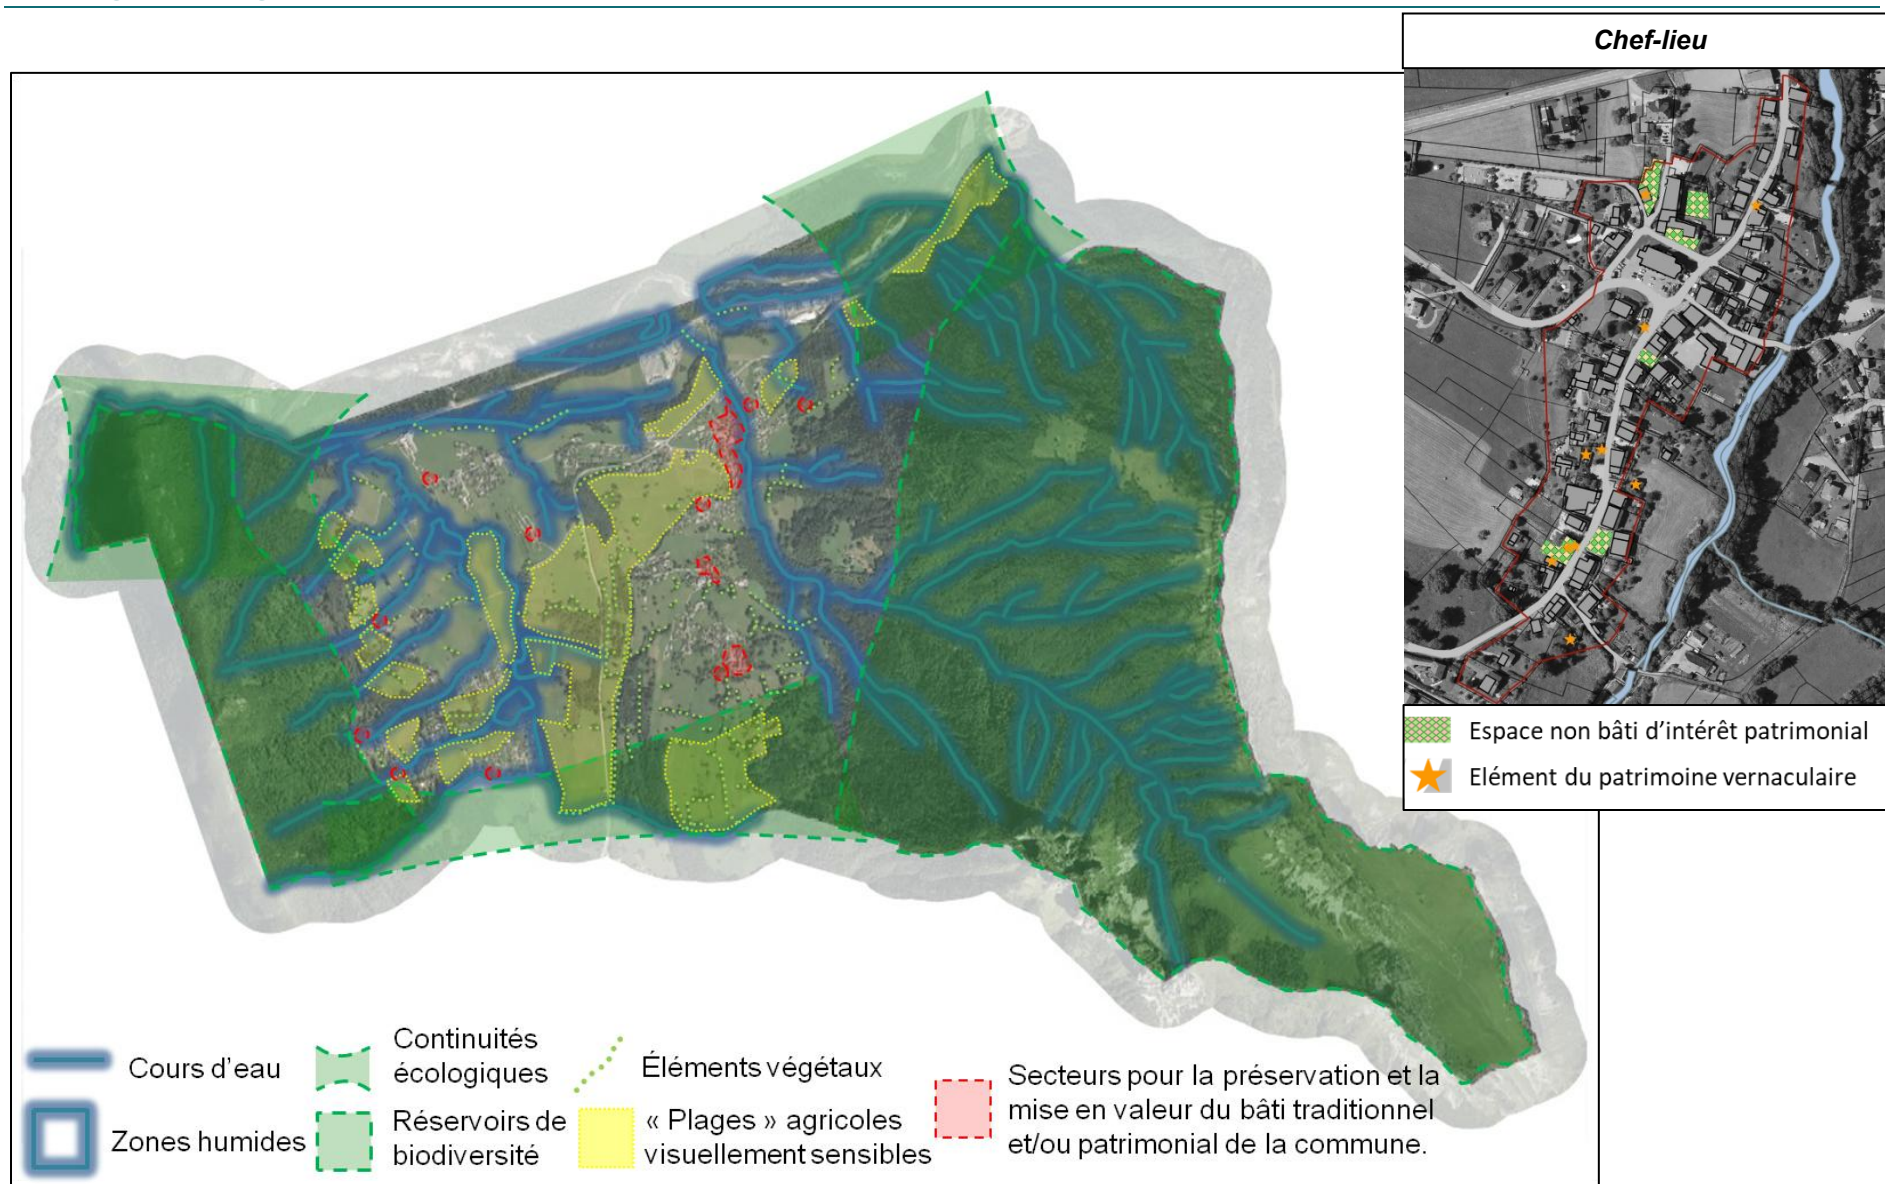 Chef-lieu
Espace non bâti d'intérêt patrimonial
Elément du patrimoine vernaculaire
Cours d'eau
Zones humides
Continuités
écologiques
Réservoirs de
biodiversité
Éléments végétaux
« Plages » agricoles
visuellement sensibles
Secteurs pour la préservation et la
mise en valeur du bâti traditionnel
et/ou patrimonial de la commune.